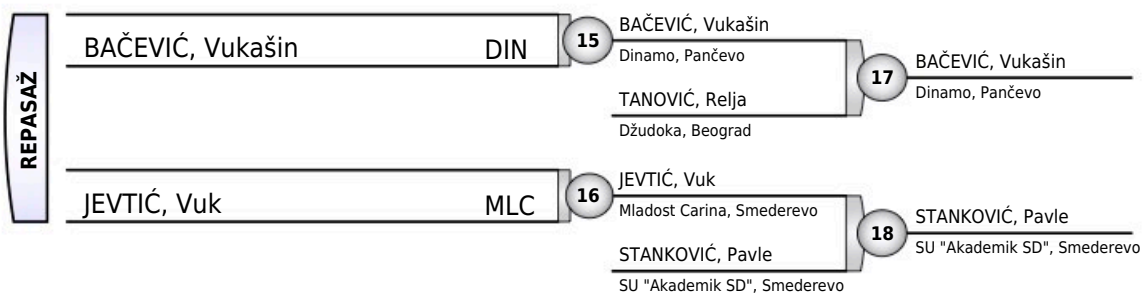 REPASAŽ
BAČEVIĆ, Vukašin DIN
15
BAČEVIĆ, Vukašin
Dinamo, Pančevo
TANOVIĆ, Relja
Džudoka, Beograd
17
BAČEVIĆ, Vukašin
Dinamo, Pančevo
JEVTIĆ, Vuk MLC
16
JEVTIĆ, Vuk
Mladost Carina, Smederevo
STANKOVIĆ, Pavle
SU "Akademik SD", Smederevo
18
STANKOVIĆ, Pavle
SU "Akademik SD", Smederevo